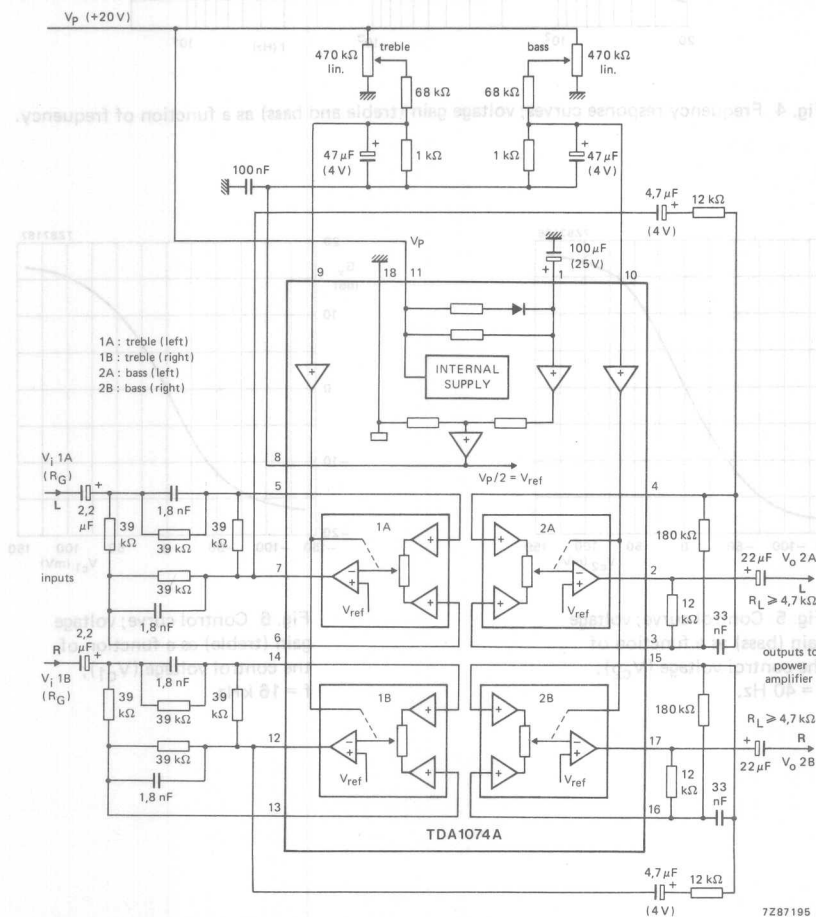 V_P (+20V)
470 kΩ lin.
treble
bass
470 kΩ lin.
68 kΩ
68 kΩ
Fig. 4 Frequency response curves; voltage gain (treble and bass) as a function of frequency.
47 µF (4V)
+
1 kΩ
1 kΩ
+
47 µF (4V)
100 nF
4,7 µF
+
(4V)
12 kΩ
V_P
100 µF (25V)
+
9
18
11
1
10
1A : treble (left)
1B : treble (right)
2A : bass (left)
2B : bass (right)
INTERNAL SUPPLY
8
V_P/2 = V_ref
V_i 1A
(R_G)
L
+
2,2 µF
1,8 nF
39 kΩ
39 kΩ
39 kΩ
39 kΩ
1,8 nF
inputs
5
7
6
1A
V_ref
4
2
3
2A
V_ref
180 kΩ
12 kΩ
33 nF
22 µF
+
V_o 2A
L
R_L ≥ 4,7 kΩ
outputs to power amplifier
2,2 µF
+
R
V_i 1B
(R_G)
1,8 nF
39 kΩ
39 kΩ
39 kΩ
39 kΩ
1,8 nF
14
12
13
1B
V_ref
15
17
16
2B
V_ref
180 kΩ
12 kΩ
33 nF
R_L ≥ 4,7 kΩ
+
22 µF
R
V_o 2B
TDA1074A
4,7 µF
+
(4V)
12 kΩ
7Z87195